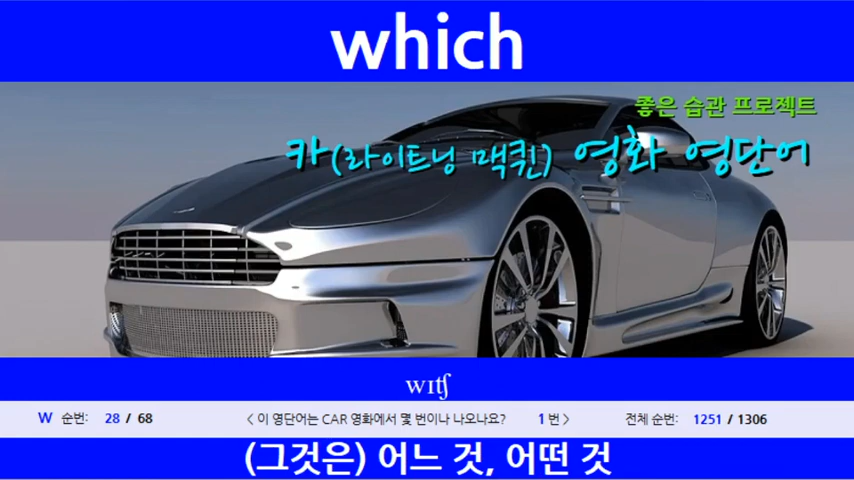 which
좋은 습관 프로젝트
카(라이트닝 맥퀸) 영화 영단어
wɪtʃ
W 순번: 28 / 68 < 이 영단어는 CAR 영화에서 몇 번이나 나오나요? 1 번 > 전체 순번: 1251 / 1306
(그것은) 어느 것, 어떤 것